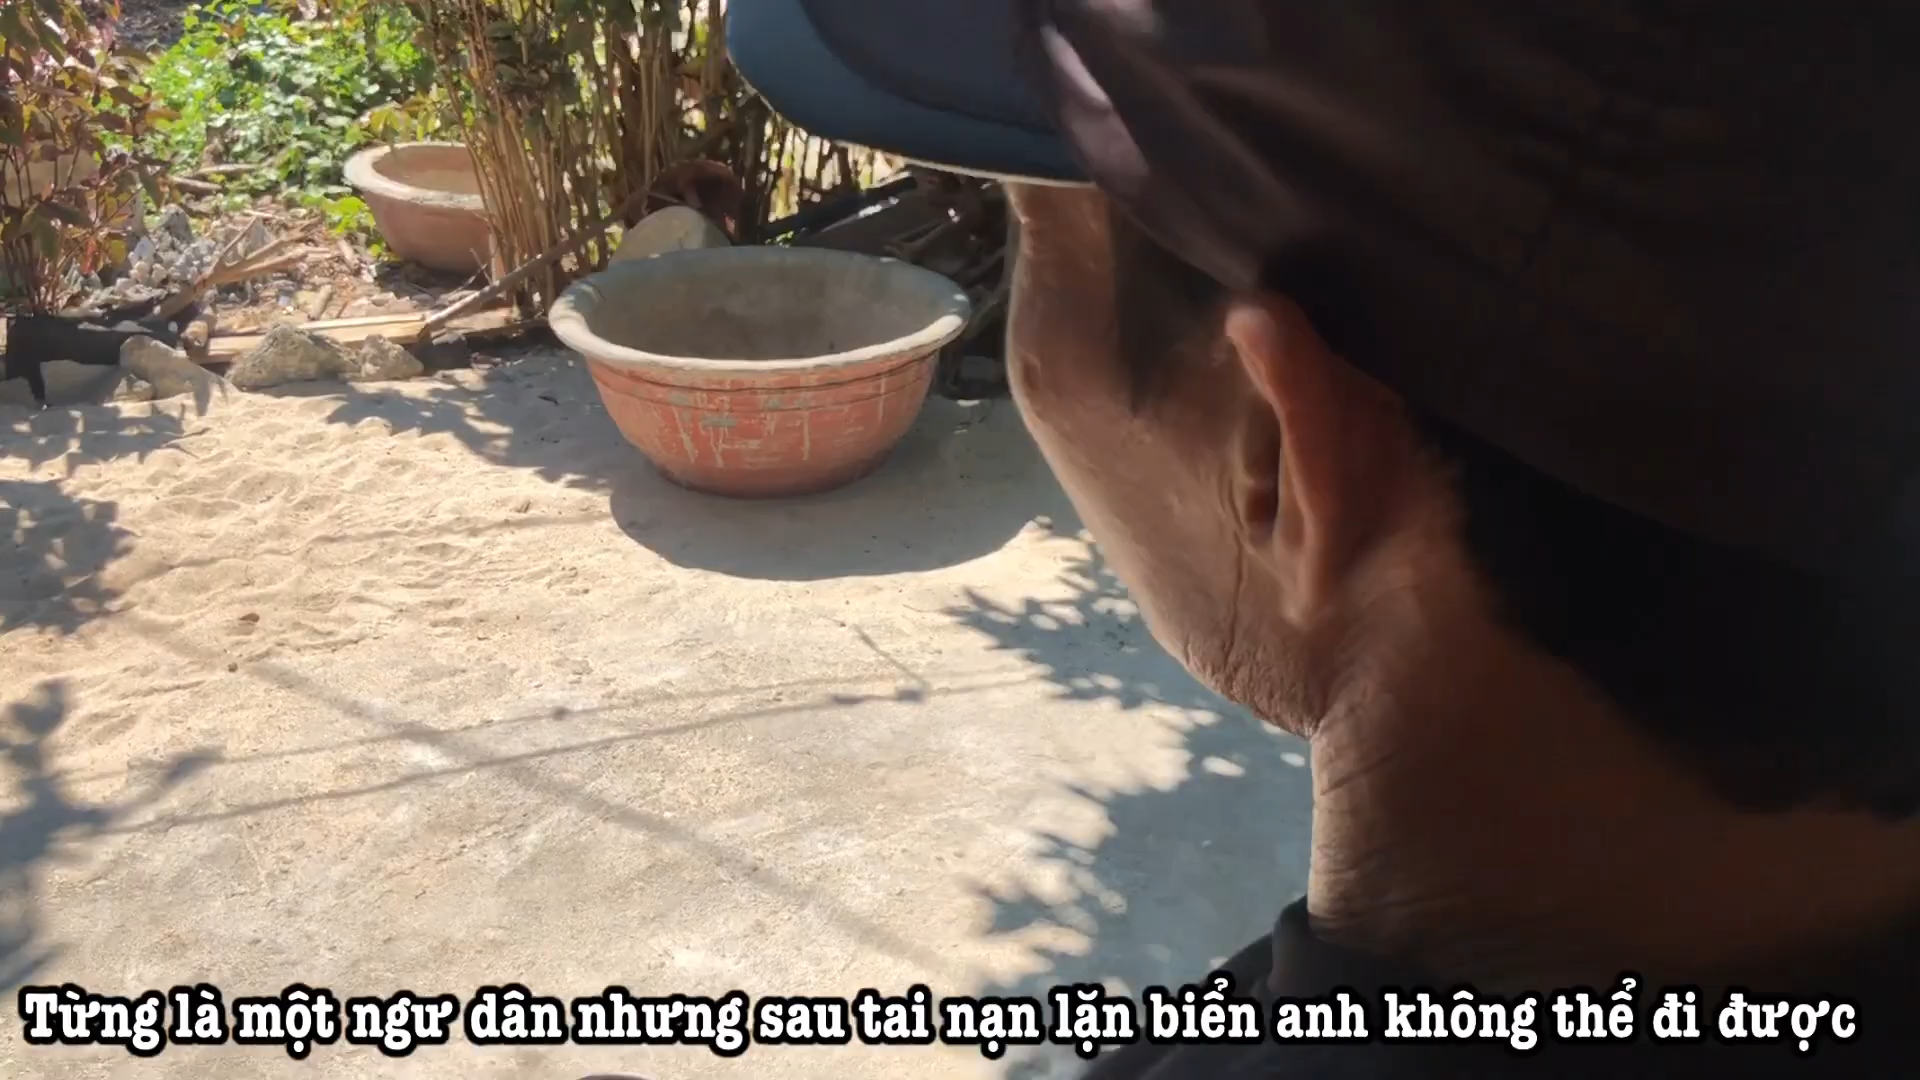 Từng là một ngư dân nhưng sau tai nạn lặn biển anh không thể đi được